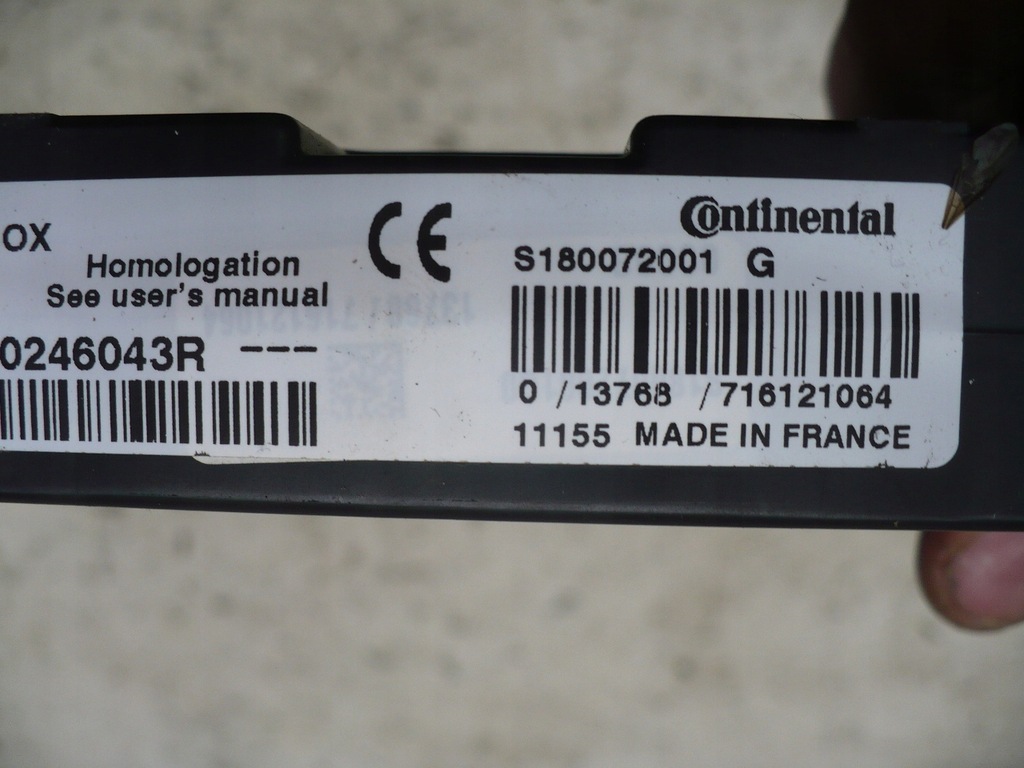 OX
Homologation
See user's manual
0246043R ---
CE
Continental
S180072001 G
0 /13768 /716121064
11155 MADE IN FRANCE